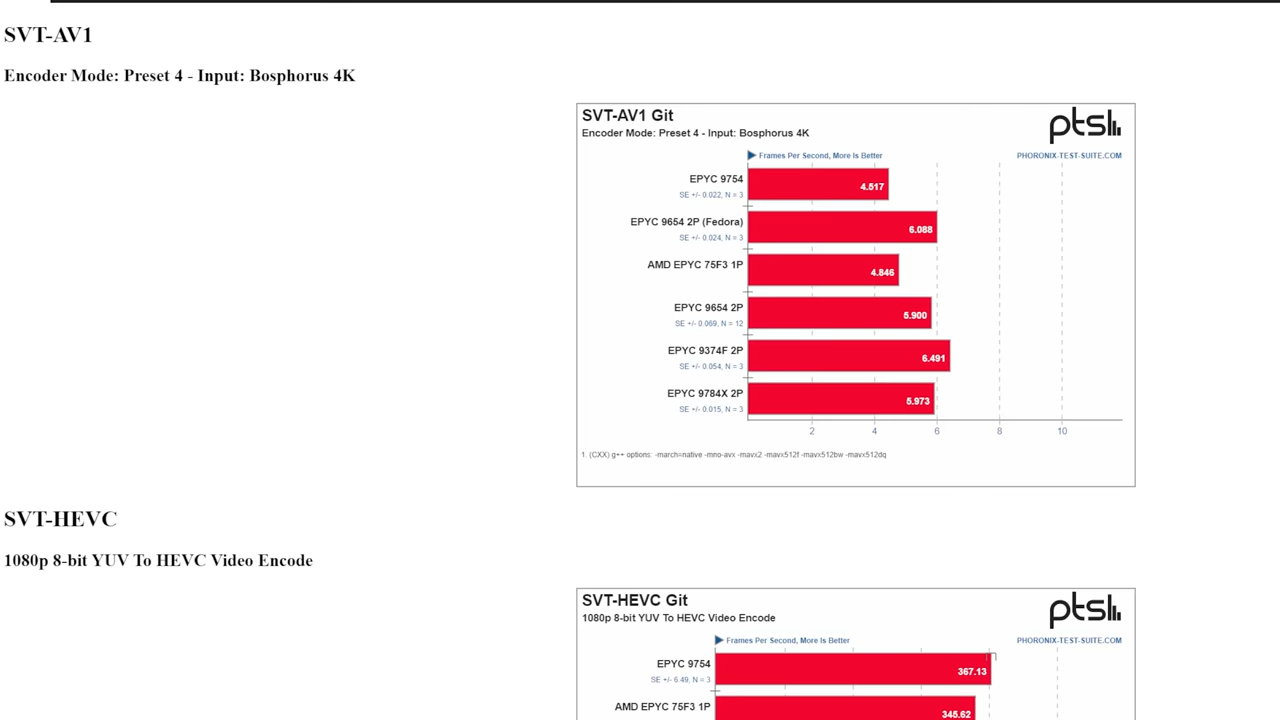 SVT-AV1
Encoder Mode: Preset 4 - Input: Bosphorus 4K
SVT-AV1 Git
Encoder Mode: Preset 4 - Input: Bosphorus 4K
ptsl
Frames Per Second, More Is Better
PHORONIX-TEST-SUITE.COM
EPYC 9754
SE +/- 0.022, N = 3
4.517
EPYC 9654 2P (Fedora)
SE +/- 0.024, N = 3
6.088
AMD EPYC 75F3 1P
4.846
EPYC 9654 2P
SE +/- 0.069, N = 12
5.900
EPYC 9374F 2P
SE +/- 0.054, N = 3
6.491
EPYC 9784X 2P
SE +/- 0.015, N = 3
5.973
2 4 6 8 10
1. (CXX) g++ options: -march=native -mno-avx -mavx2 -mavx512f -mavx512bw -mavx512dq
SVT-HEVC
1080p 8-bit YUV To HEVC Video Encode
SVT-HEVC Git
1080p 8-bit YUV To HEVC Video Encode
ptsl
Frames Per Second, More Is Better
PHORONIX-TEST-SUITE.COM
EPYC 9754
SE +/- 6.49, N = 3
367.13
AMD EPYC 75F3 1P
345.62